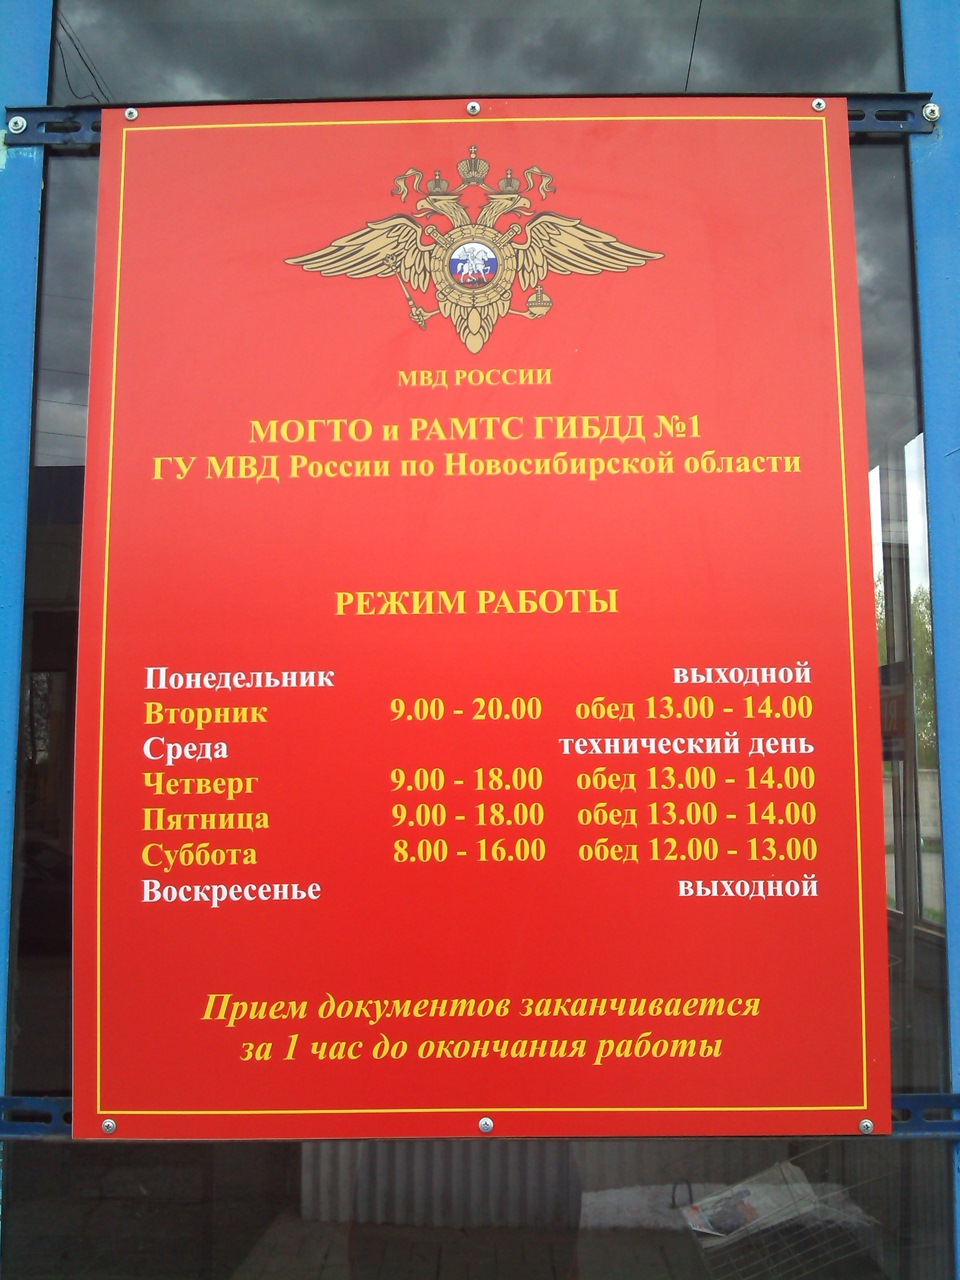 МВД РОССИИ
МОГТО и РАМТС ГИБДД №1
ГУ МВД России по Новосибирской области
РЕЖИМ РАБОТЫ
Понедельник выходной
Вторник 9.00 - 20.00 обед 13.00 - 14.00
Среда технический день
Четверг 9.00 - 18.00 обед 13.00 - 14.00
Пятница 9.00 - 18.00 обед 13.00 - 14.00
Суббота 8.00 - 16.00 обед 12.00 - 13.00
Воскресенье выходной
Прием документов заканчивается
за 1 час до окончания работы